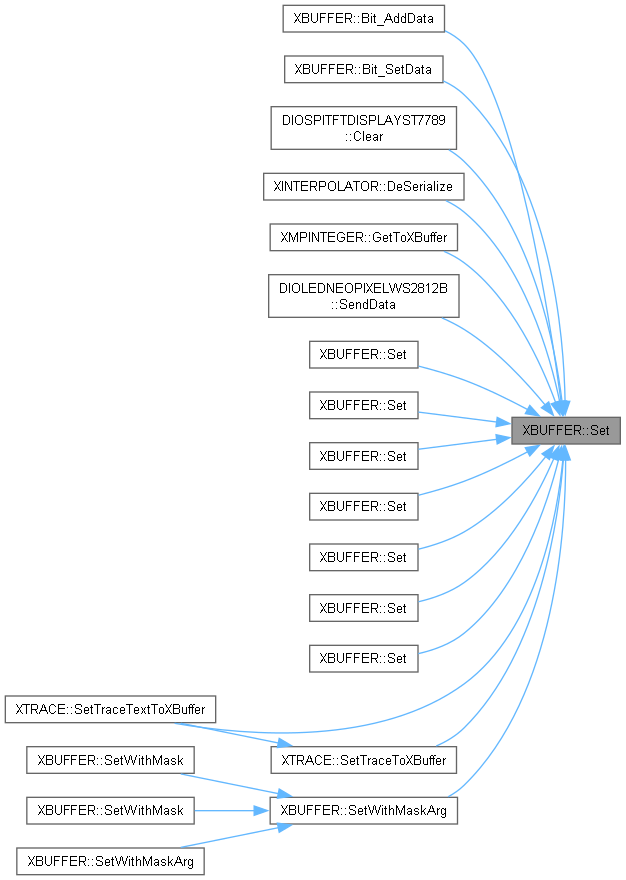 XBUFFER::Bit_AddData
XBUFFER::Bit_SetData
DIOSPITFTDISPLAYST7789
::Clear
XINTERPOLATOR::DeSerialize
XMPINTEGER::GetToXBuffer
DIOLEDNEOPIXELWS2812B
::SendData
XBUFFER::Set
XBUFFER::Set
XBUFFER::Set
XBUFFER::Set
XBUFFER::Set
XBUFFER::Set
XBUFFER::Set
XBUFFER::Set
XTRACE::SetTraceTextToXBuffer
XTRACE::SetTraceToXBuffer
XBUFFER::SetWithMask
XBUFFER::SetWithMask
XBUFFER::SetWithMaskArg
XBUFFER::SetWithMaskArg